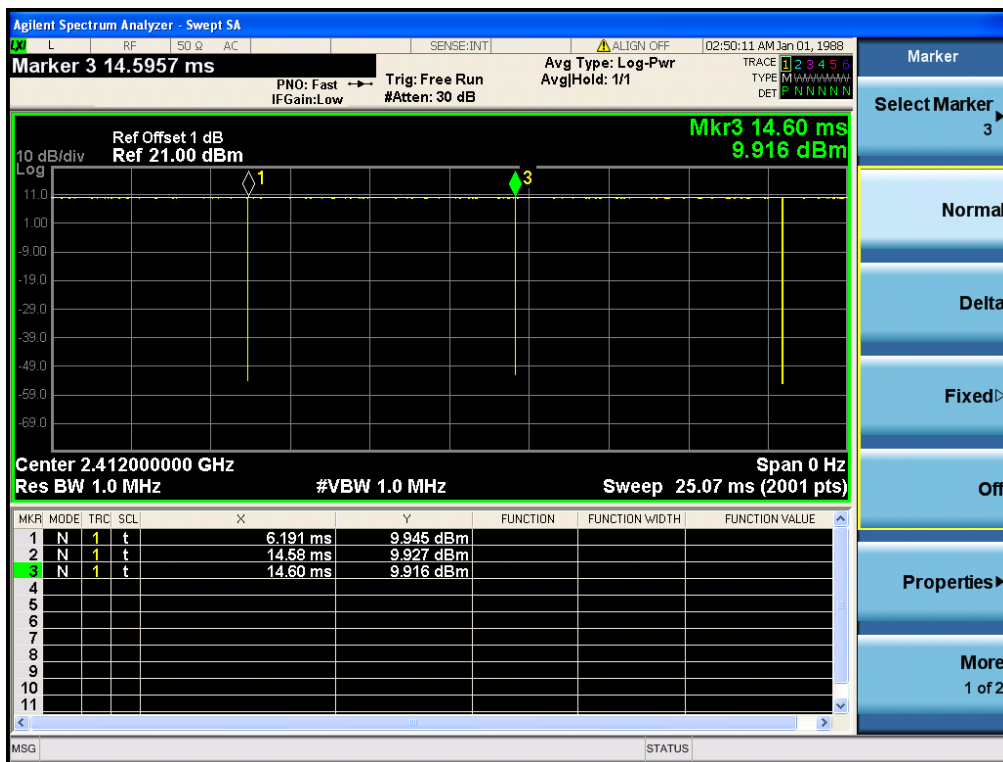 Agilent Spectrum Analyzer - Swept SA
LXI L RF 50 Ω AC SENSE:INT ALIGN OFF 02:50:11 AM Jan 01, 1988
Marker 3 14.5957 ms
PNO: Fast
IFGain:Low
Trig: Free Run
#Atten: 30 dB
Avg Type: Log-Pwr
Avg|Hold: 1/1
TRACE 1 2 3 4 5 6
TYPE M
DET P N N N N N
Ref Offset 1 dB
Ref 21.00 dBm
10 dB/div
Log
Mkr3 14.60 ms
9.916 dBm
1
3
11.0
1.00
-9.00
-19.0
-29.0
-39.0
-49.0
-59.0
-69.0
Center 2.412000000 GHz Span 0 Hz
Res BW 1.0 MHz #VBW 1.0 MHz Sweep 25.07 ms (2001 pts)
MKR MODE TRC SCL X Y FUNCTION FUNCTION WIDTH FUNCTION VALUE
1 N 1 t 6.191 ms 9.945 dBm
2 N 1 t 14.58 ms 9.927 dBm
3 N 1 t 14.60 ms 9.916 dBm
4
5
6
7
8
9
10
11
MSG STATUS
Marker
Select Marker
3
Normal
Delta
Fixed
Off
Properties
More
1 of 2